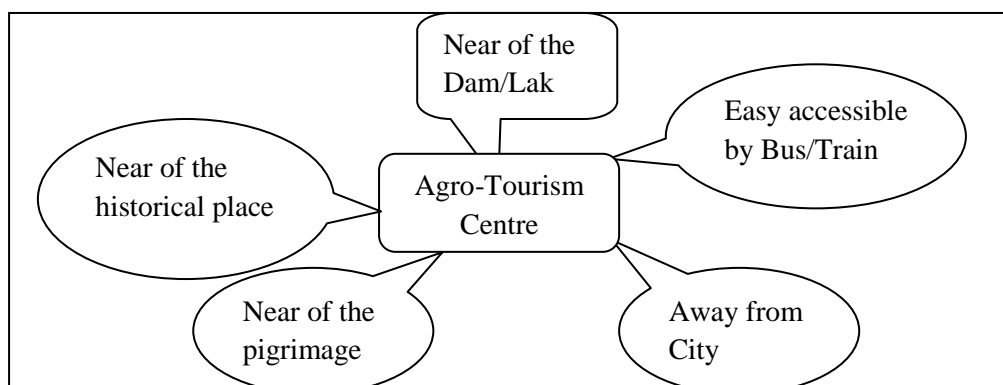 Near of the
Dam/Lak
Easy accessible
by Bus/Train
Near of the
historical place
Agro-Tourism
Centre
Near of the
pigrimage
Away from
City